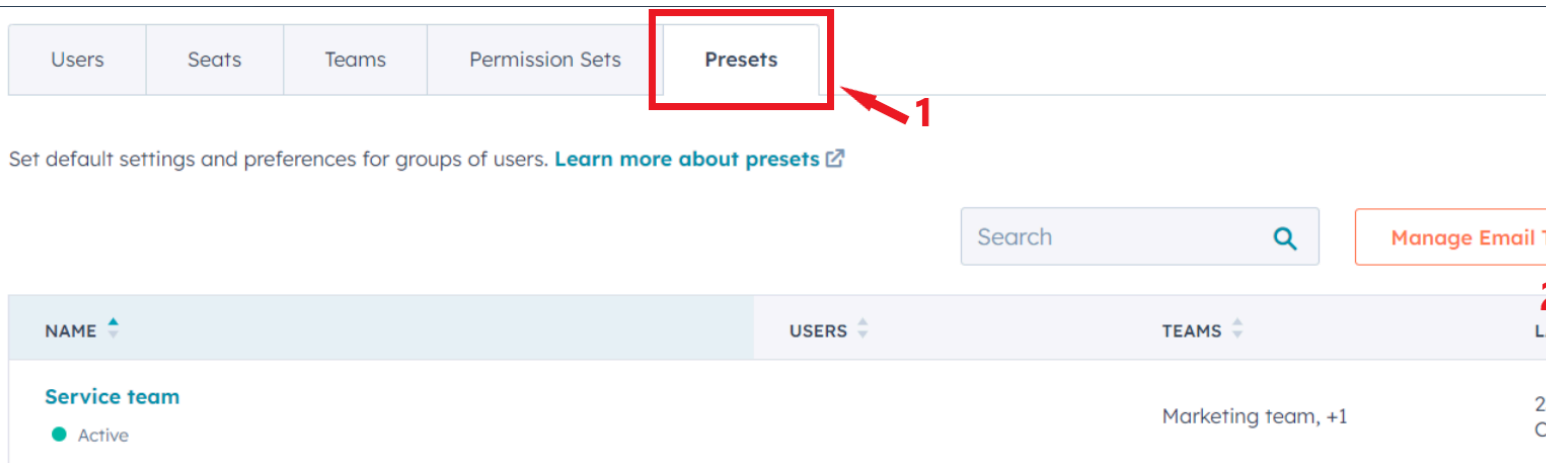 Users Seats Teams Permission Sets Presets
1
Set default settings and preferences for groups of users. Learn more about presets
Search Manage Email
NAME USERS TEAMS
Service team
Marketing team, +1
Active